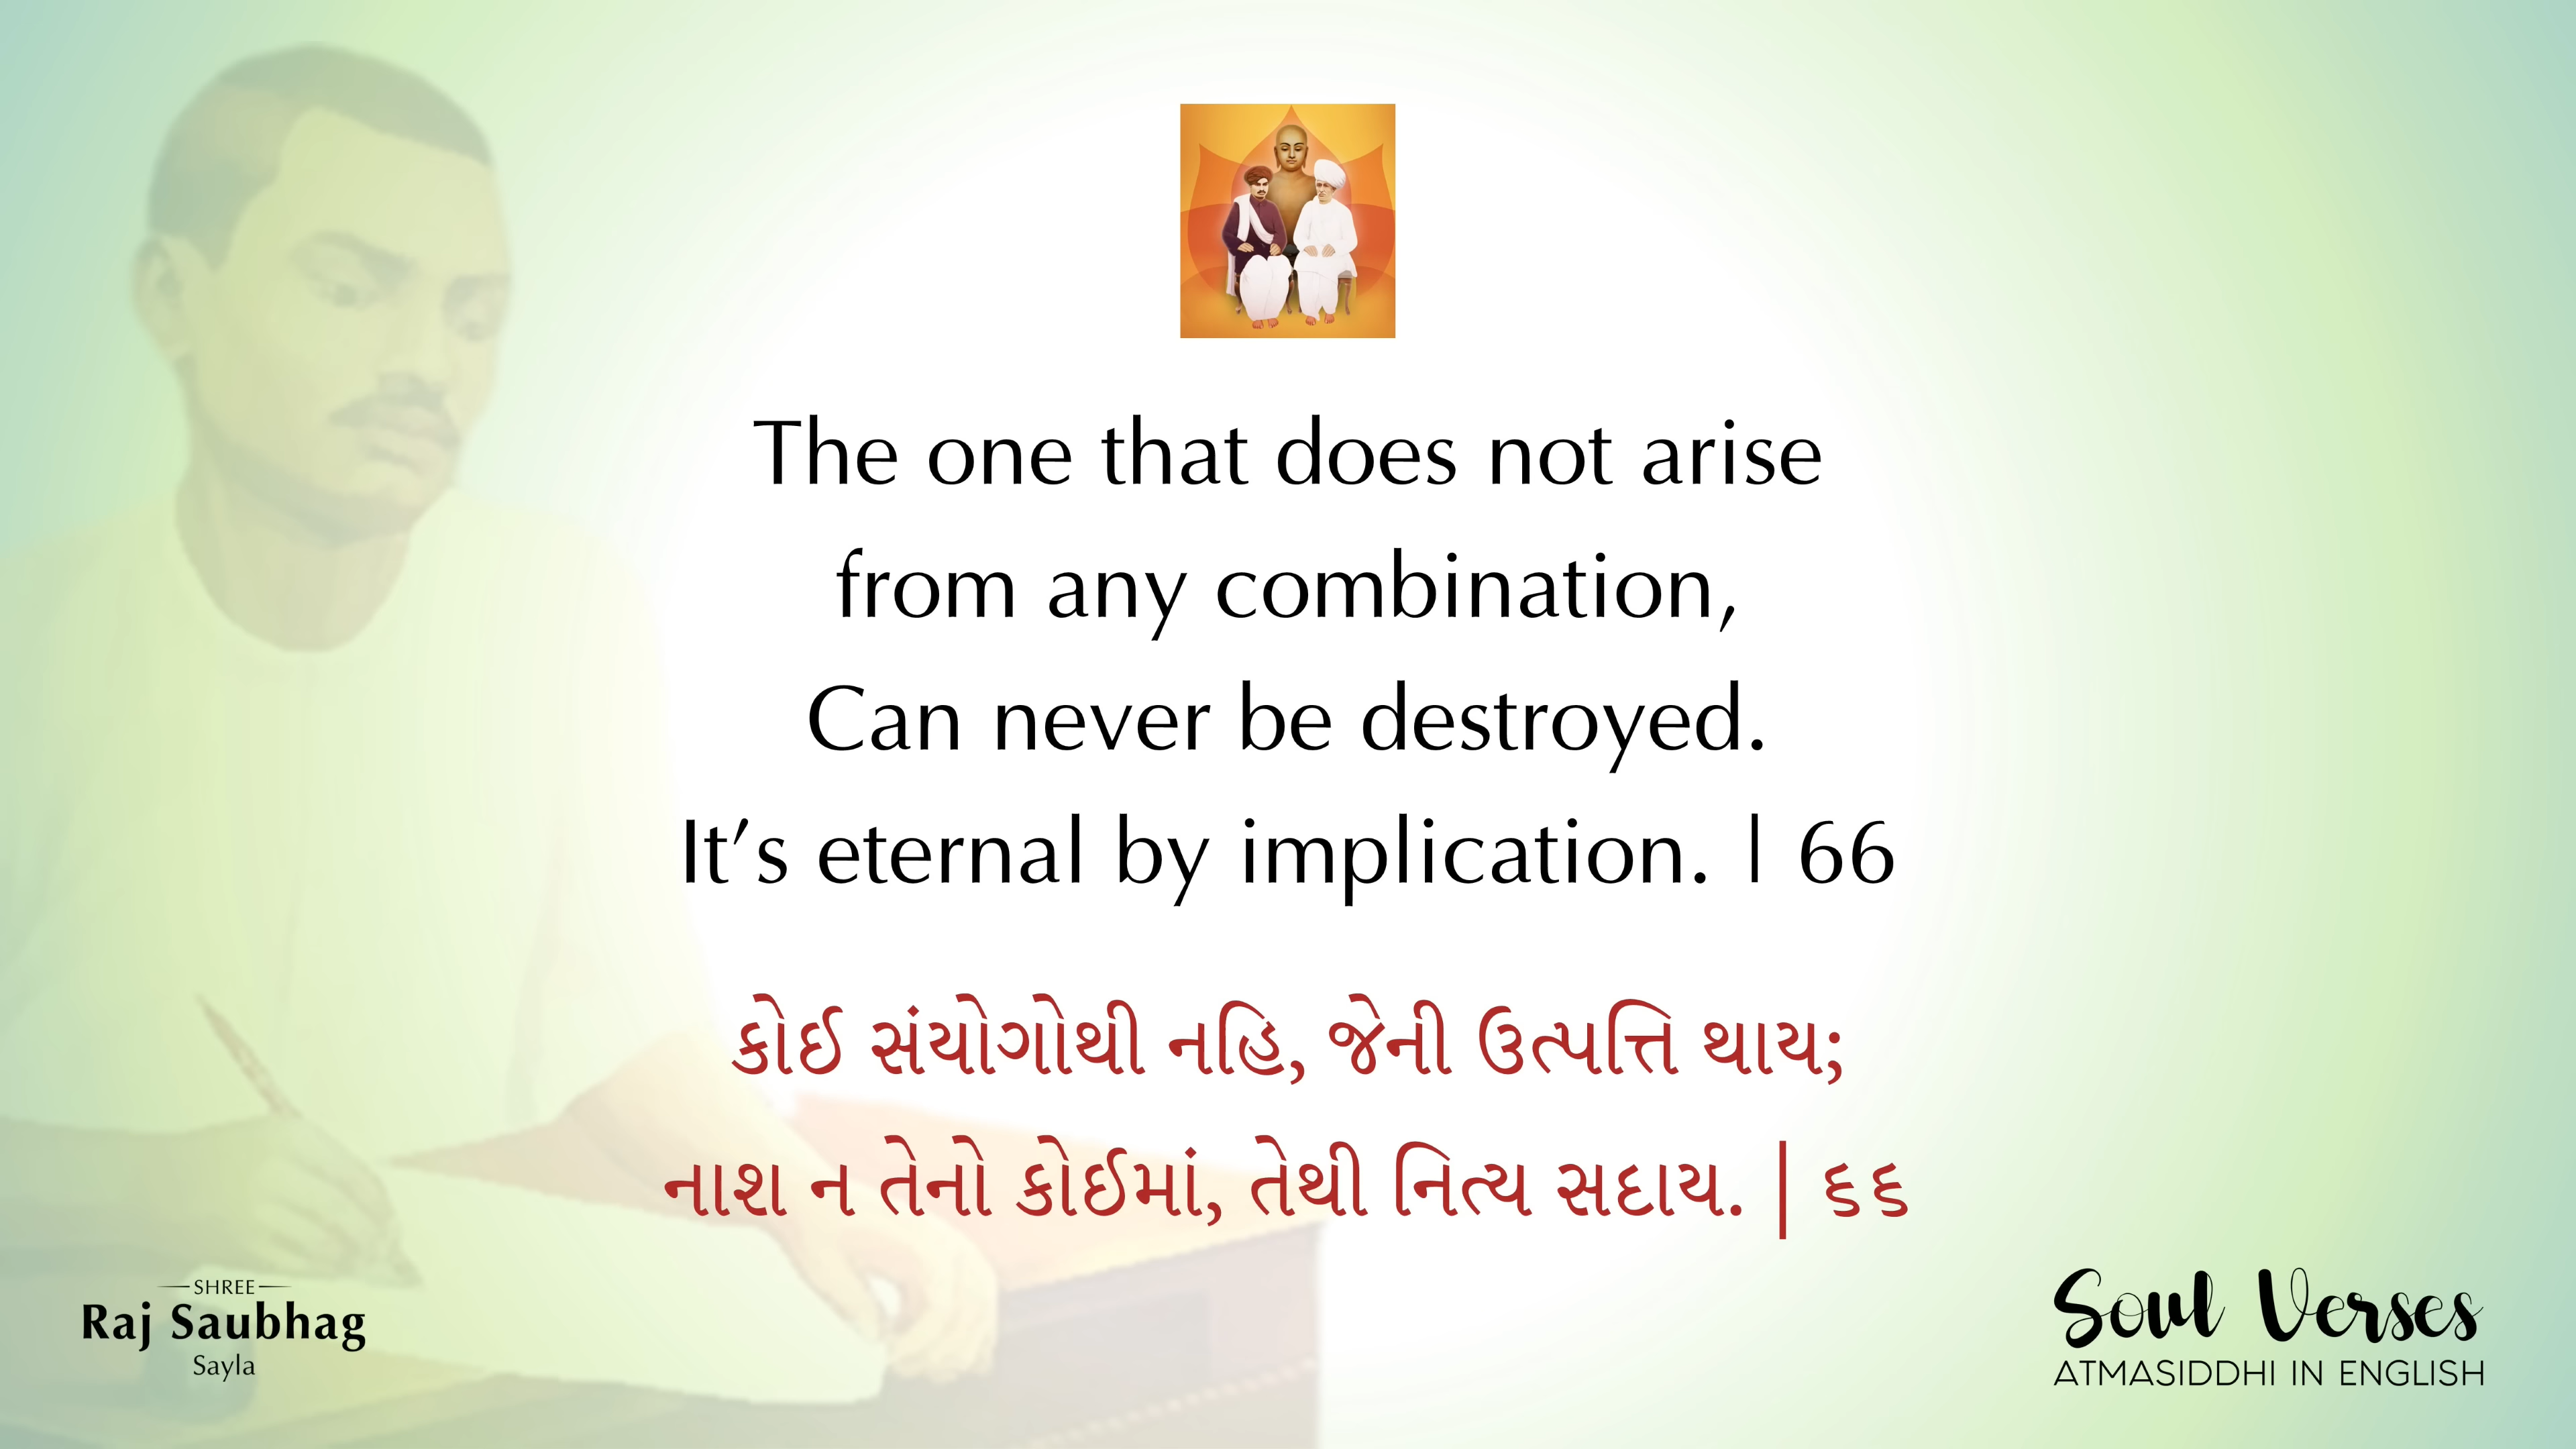 The one that does not arise
from any combination,
Can never be destroyed.
It’s eternal by implication. | 66
કોઈ સંયોગોથી નહિ, જેની ઉત્પત્તિ થાય;
નાશ ન તેનો કોઈમાં, તેથી નિત્ય સદાય. | ૬૬
SHREE
Raj Saubhag
Sayla
Soul Verses
ATMASIDDHI IN ENGLISH